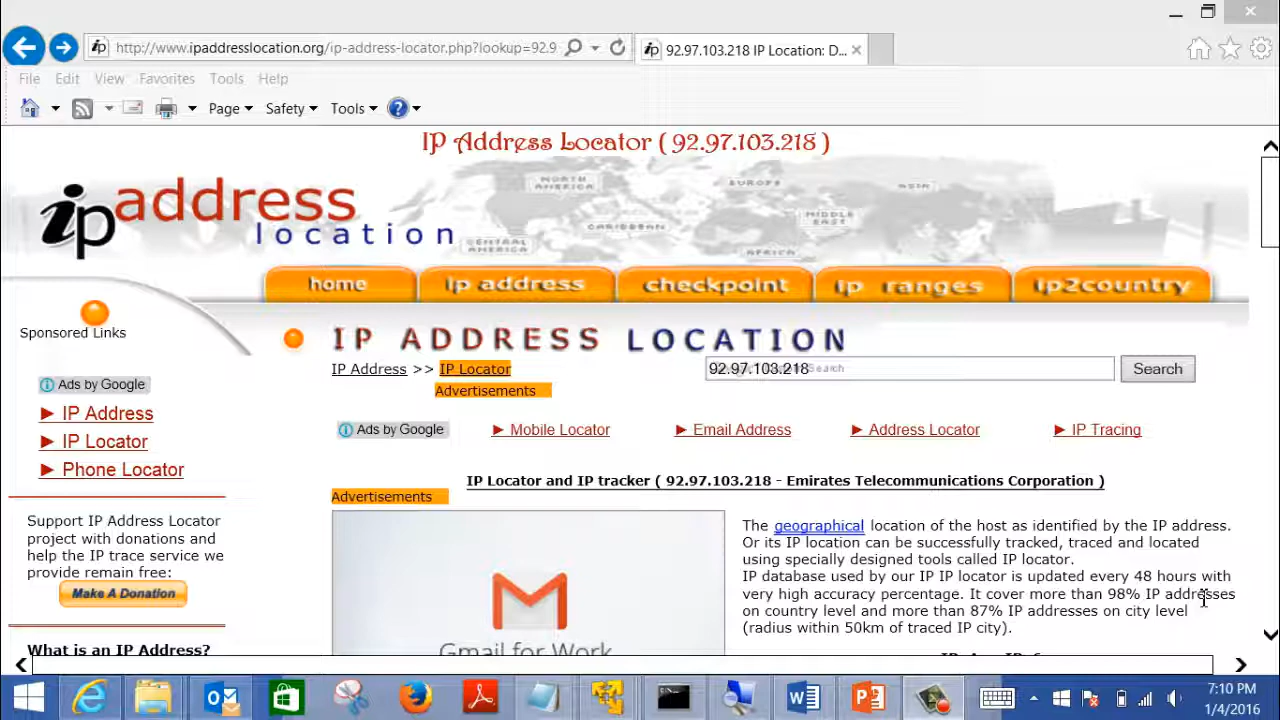 http://www.ipaddresslocation.org/ip-address-locator.php?lookup=92.9
92.97.103.218 IP Location: D...
File Edit View Favorites Tools Help
Page Safety Tools
IP Address Locator ( 92.97.103.218 )
NORTH AMERICA
EUROPE
ASIA
MIDDLE EAST
CARIBBEAN
CENTRAL AMERICA
AFRICA
ip address location
home ip address checkpoint ip ranges ip2country
Sponsored Links
IP ADDRESS LOCATION
IP Address >> IP Locator
92.97.103.218 Search
Search
Advertisements
Ads by Google
► IP Address
► IP Locator
► Phone Locator
Ads by Google ► Mobile Locator ► Email Address ► Address Locator ► IP Tracing
IP Locator and IP tracker ( 92.97.103.218 - Emirates Telecommunications Corporation )
Advertisements
Support IP Address Locator
project with donations and
help the IP trace service we
provide remain free:
Make A Donation
What is an IP Address?
Gmail for Work
The geographical location of the host as identified by the IP address.
Or its IP location can be successfully tracked, traced and located
using specially designed tools called IP locator.
IP database used by our IP IP locator is updated every 48 hours with
very high accuracy percentage. It cover more than 98% IP addresses
on country level and more than 87% IP addresses on city level
(radius within 50km of traced IP city).
7:10 PM
1/4/2016